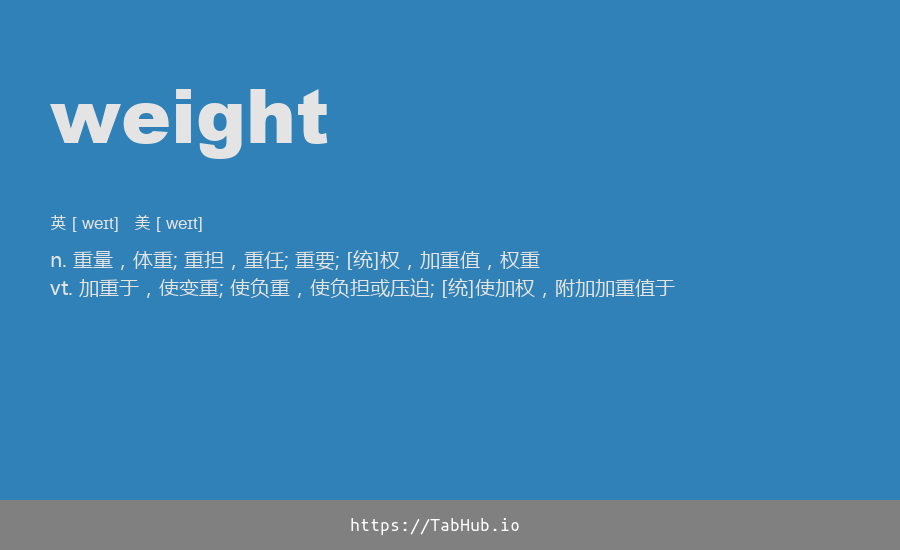 weight
英 [ weɪt]   美 [ weɪt]
n. 重量，体重; 重担，重任; 重要; [统]权，加重值，权重
vt. 加重于，使变重; 使负重，使负担或压迫; [统]使加权，附加加重值于
https://TabHub.io